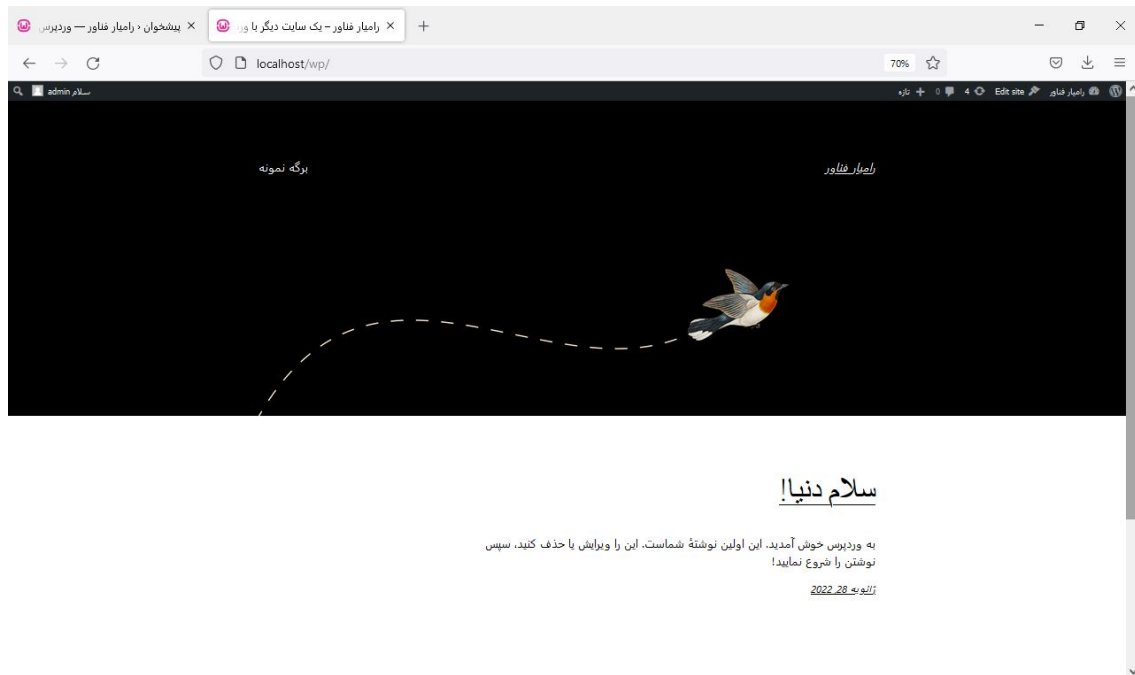 پیشخوان ‹ رامیار فناور — وردپرس
رامیار فناور – یک سایت دیگر با ور
localhost/wp/
70%
رامیار فناور
Edit site
4
0
تازه
سلام admin
رامیار فناور
برگه نمونه
سلام دنیا!
به وردپرس خوش آمدید. این اولین نوشتهٔ شماست. این را ویرایش یا حذف کنید، سپس
نوشتن را شروع نمایید!
ژانویه 28, 2022